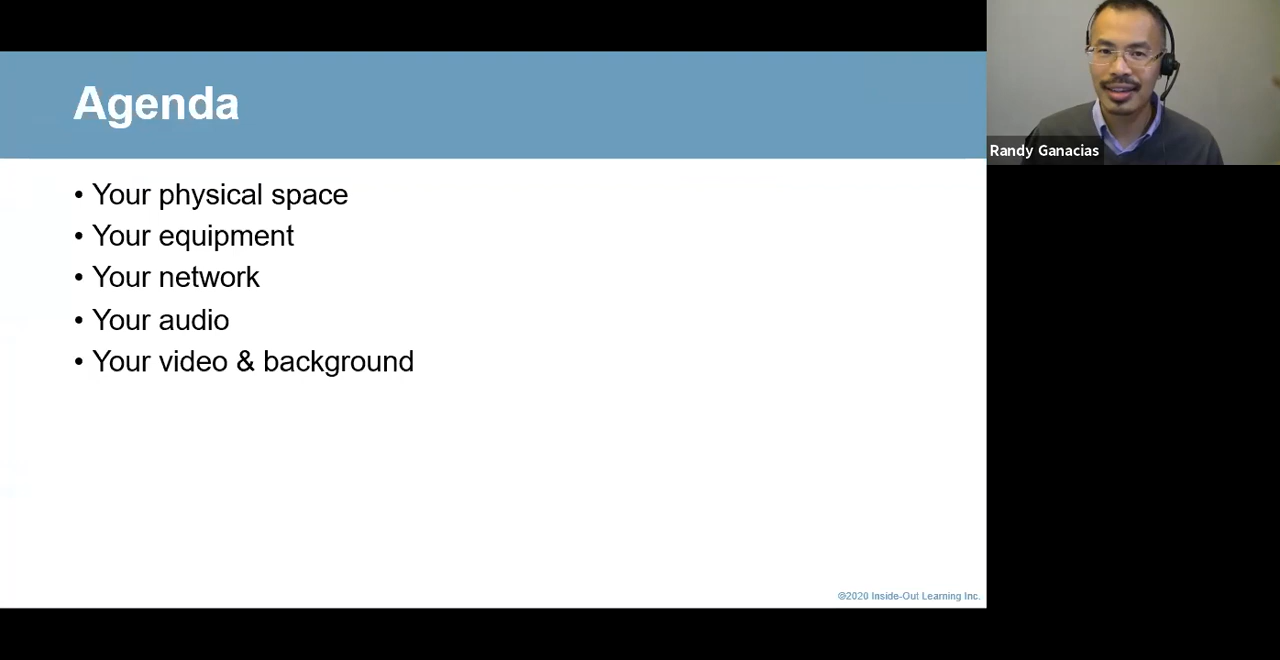 Agenda
Randy Ganacias
• Your physical space
• Your equipment
• Your network
• Your audio
• Your video & background
©2020 Inside-Out Learning Inc.